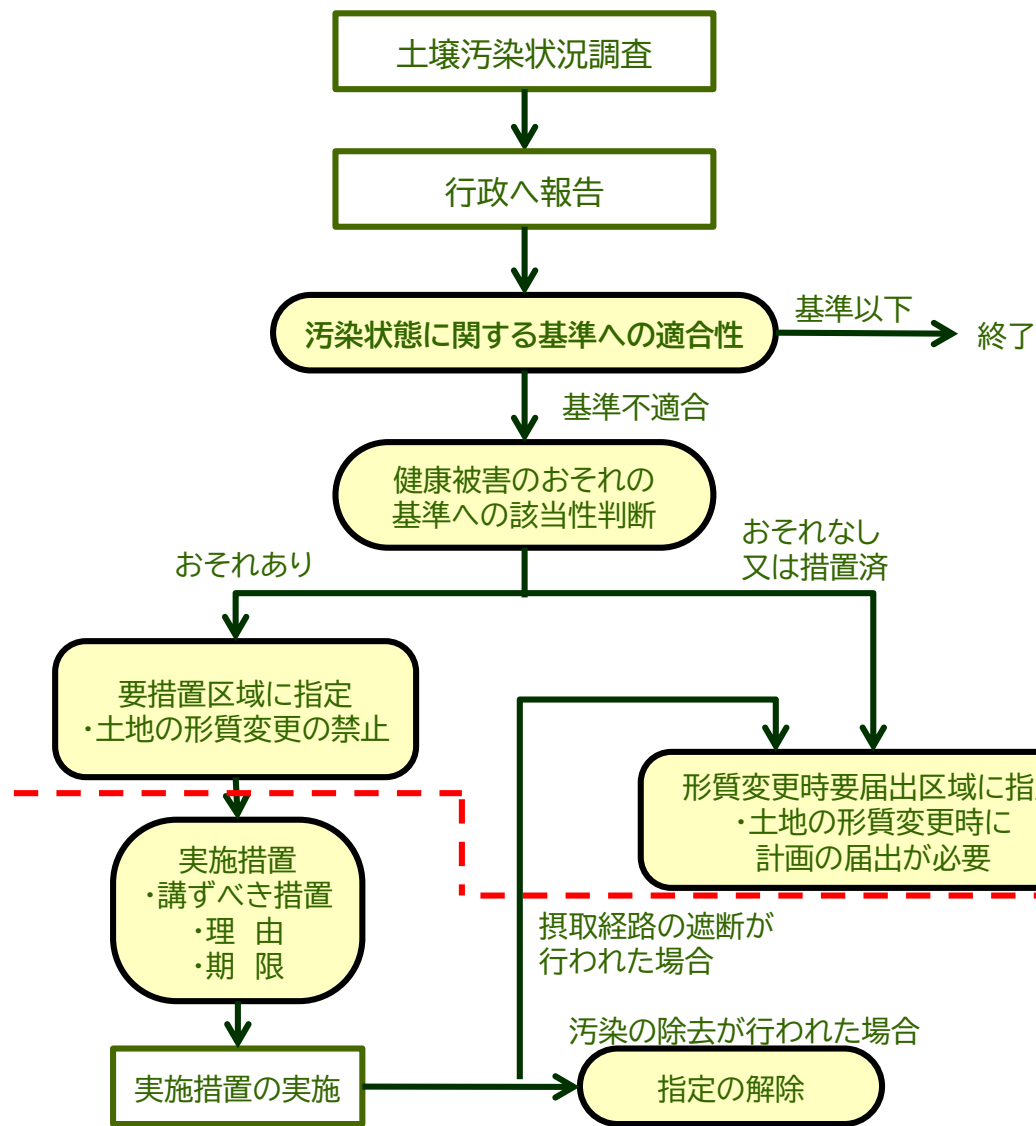 土壌汚染状況調査
行政へ報告
汚染状態に関する基準への適合性
基準以下
終了
基準不適合
健康被害のおそれの
基準への該当性判断
おそれあり
おそれなし
又は措置済
要措置区域に指定
・土地の形質変更の禁止
形質変更時要届出区域に指
・土地の形質変更時に
計画の届出が必要
実施措置
・講ずべき措置
・理　由
・期　限
摂取経路の遮断が
行われた場合
汚染の除去が行われた場合
実施措置の実施
指定の解除